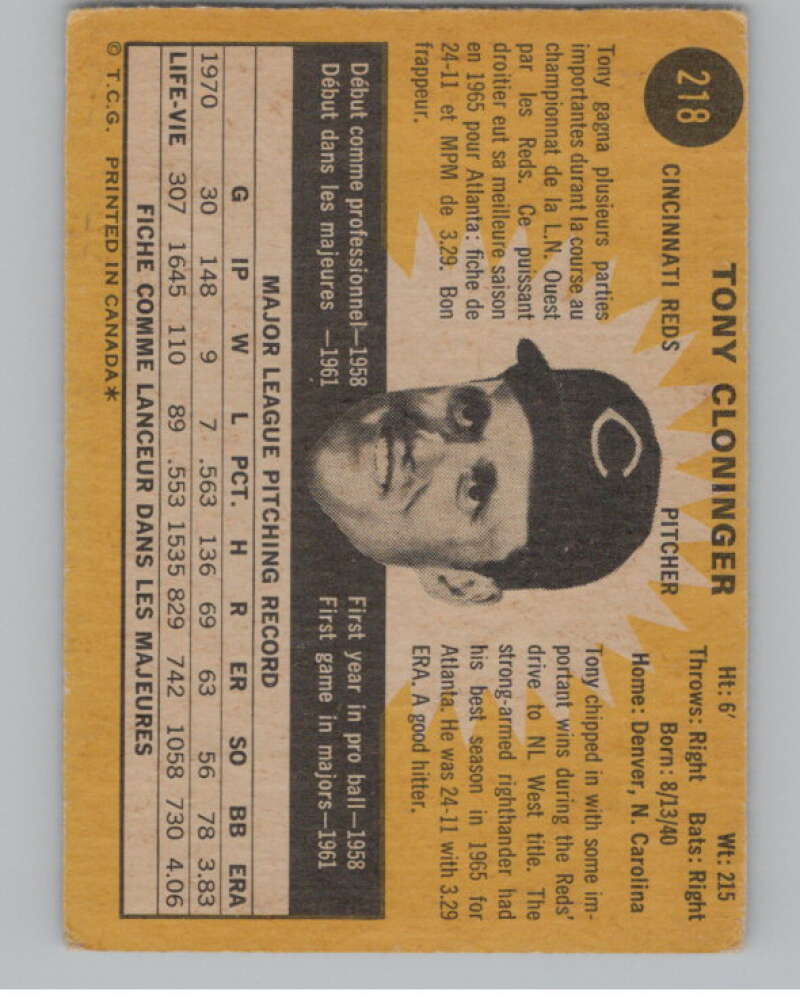 218
TONY CLONINGER
CINCINNATI REDS PITCHER
Ht: 6' Wt: 215
Throws: Right Bats: Right
Born: 8/13/40
Home: Denver, N. Carolina
Tony gagna plusieurs parties
importantes durant la course au
championnat de la L.N. Ouest
par les Reds. Ce puissant
droitier eut sa meilleure saison
en 1965 pour Atlanta: fiche de
24-11 et MPM de 3.29. Bon
frappeur.
C
Tony chipped in with some im-
portant wins during the Reds'
drive to NL West title. The
strong-armed righthander had
his best season in 1965 for
Atlanta. He was 24-11 with 3.29
ERA. A good hitter.
Début comme professionnel—1958
Début dans les majeures —1961
First year in pro ball—1958
First game in majors—1961
MAJOR LEAGUE PITCHING RECORD
G IP W L PCT. H R ER SO BB ERA
1970 30 148 9 7 .563 136 69 63 56 78 3.83
LIFE-VIE 307 1645 110 89 .553 1535 829 742 1058 730 4.06
FICHE COMME LANCEUR DANS LES MAJEURES
© T.C.G. PRINTED IN CANADA*